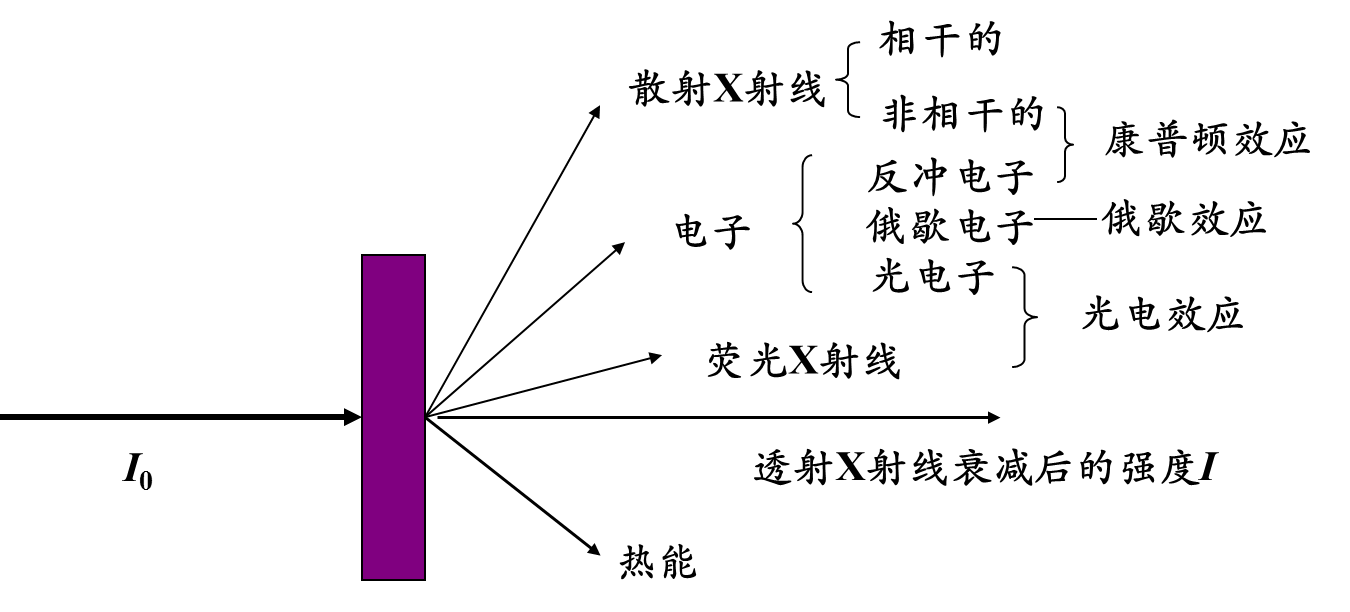 相干的
散射X射线
非相干的
康普顿效应
反冲电子
电子
俄歇电子
俄歇效应
光电子
光电效应
荧光X射线
I0
透射X射线衰减后的强度I
热能